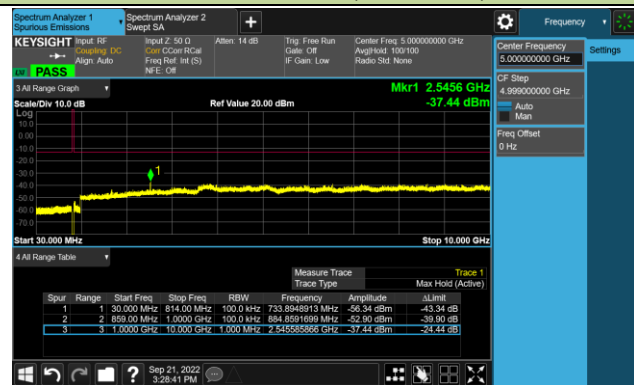 Spectrum Analyzer 1
Spurious Emissions
Spectrum Analyzer 2
Swept SA
Frequency
KEYSIGHT
Input: RF
Coupling: DC
Align: Auto
Input Z: 50 Ω
Corr CCorr RCal
Freq Ref: Int (S)
NFE: Off
Atten: 14 dB
Trig: Free Run
Gate: Off
IF Gain: Low
Center Freq: 5.000000000 GHz
Avg|Hold: 100/100
Radio Std: None
LV PASS
Center Frequency
5.000000000 GHz
Settings
CF Step
4.999000000 GHz
Auto
Man
Freq Offset
0 Hz
3 All Range Graph
Mkr1 2.5456 GHz
Scale/Div 10.0 dB
Ref Value 20.00 dBm
-37.44 dBm
Log
10.0
0.00
-10.0
-20.0
-30.0
-40.0
-50.0
-60.0
-70.0
1
Start 30.000 MHz
Stop 10.000 GHz
4 All Range Table
Measure Trace Trace 1
Trace Type Max Hold (Active)
Spur Range Start Freq Stop Freq RBW Frequency Amplitude ΔLimit
1 1 30.000 MHz 814.00 MHz 100.0 kHz 733.8948913 MHz -56.34 dBm -43.34 dB
2 2 859.00 MHz 1.0000 GHz 100.0 kHz 884.8591699 MHz -52.90 dBm -39.90 dB
3 3 1.0000 GHz 10.000 GHz 1.000 MHz 2.545585866 GHz -37.44 dBm -24.44 dB
Sep 21, 2022
3:28:41 PM